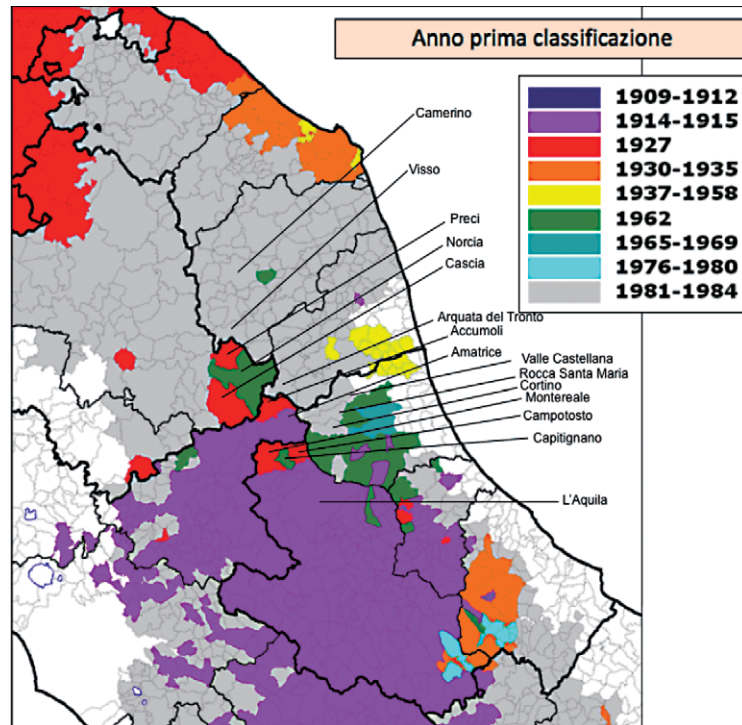 Anno prima classificazione
1909-1912
1914-1915
1927
1930-1935
1937-1958
1962
1965-1969
1976-1980
1981-1984
Camerino
Visso
Preci
Norcia
Cascia
Arquata del Tronto
Accumoli
Amatrice
Valle Castellana
Rocca Santa Maria
Cortino
Montereale
Campotosto
Capitignano
L'Aquila